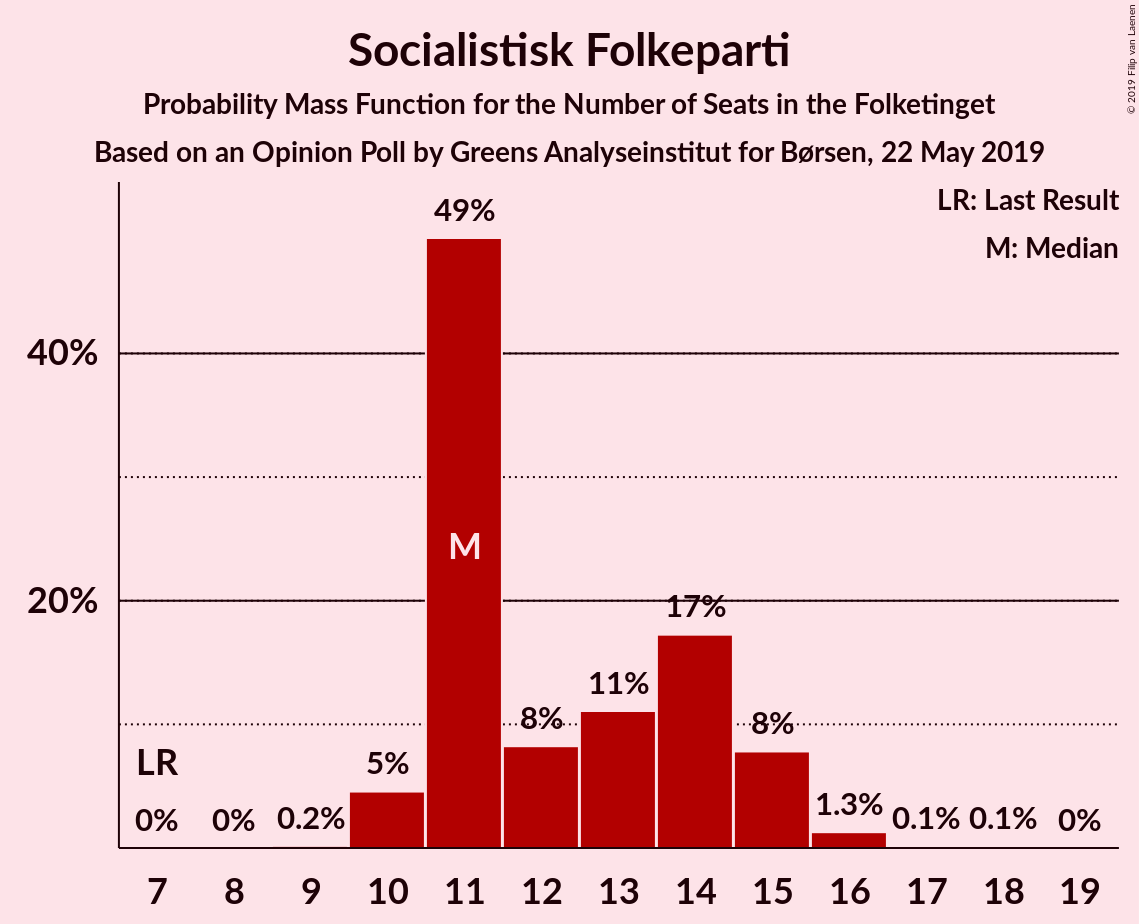 Socialistisk Folkeparti
Probability Mass Function for the Number of Seats in the Folketinget
Based on an Opinion Poll by Greens Analyseinstitut for Børsen, 22 May 2019
© 2019 Filip van Laenen
LR: Last Result
M: Median
49%
40%
M
20%
17%
11%
8%
8%
LR
5%
0%
0%
0.2%
1.3%
0.1%
0.1%
0%
7 8 9 10 11 12 13 14 15 16 17 18 19